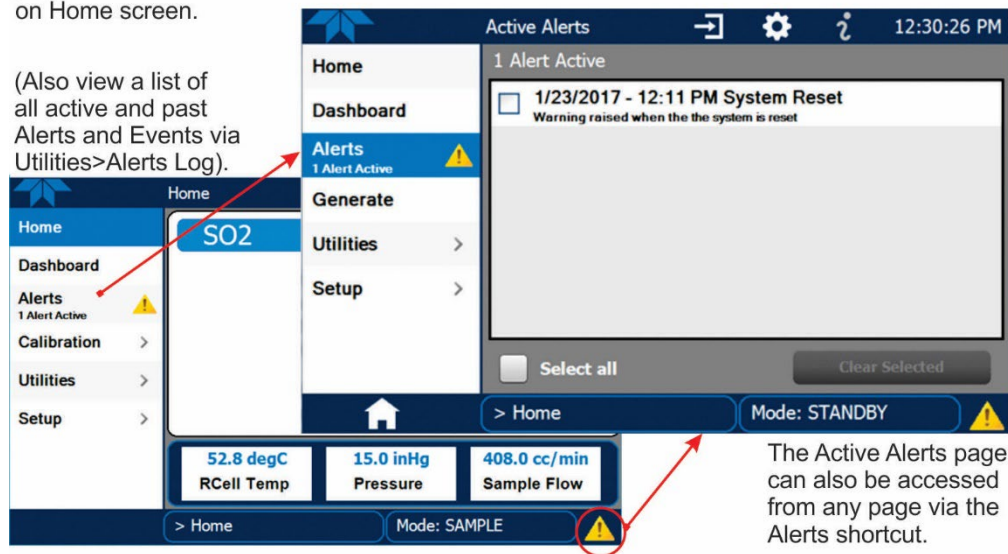 on Home screen.
(Also view a list of
all active and past
Alerts and Events via
Utilities>Alerts Log).
Active Alerts
12:30:26 PM
Home
Dashboard
Alerts
1 Alert Active
Generate
Utilities >
Setup >
1 Alert Active
1/23/2017 - 12:11 PM System Reset
Warning raised when the the system is reset
Select all
Clear Selected
> Home
Mode: STANDBY
Home
Home
Dashboard
Alerts
1 Alert Active
Calibration >
Utilities >
Setup >
SO2
52.8 degC
RCell Temp
15.0 inHg
Pressure
408.0 cc/min
Sample Flow
> Home
Mode: SAMPLE
The Active Alerts page
can also be accessed
from any page via the
Alerts shortcut.